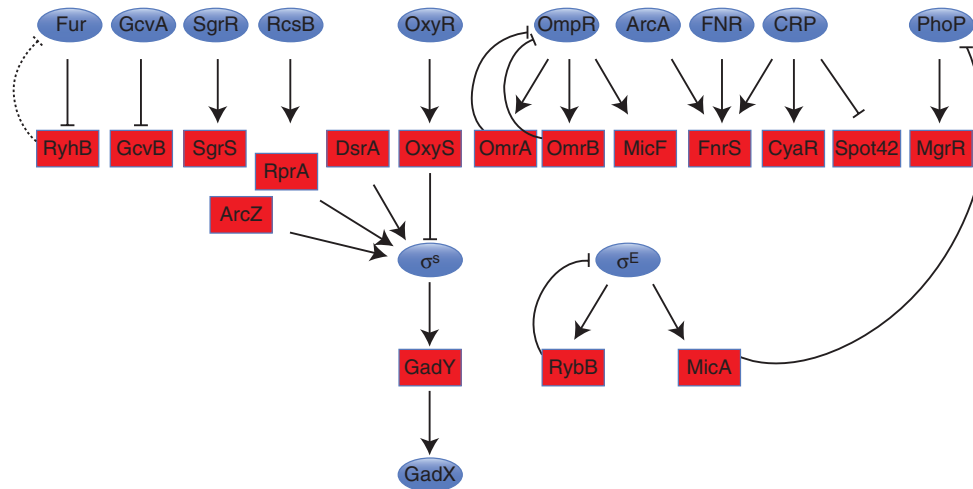 Fur GcvA SgrR RcsB OxyR OmpR ArcA FNR CRP PhoP
RyhB GcvB SgrS DsrA OxyS OmrA OmrB MicF FnrS CyaR Spot42 MgrR
RprA
ArcZ
σs σE
GadY RybB MicA
GadX